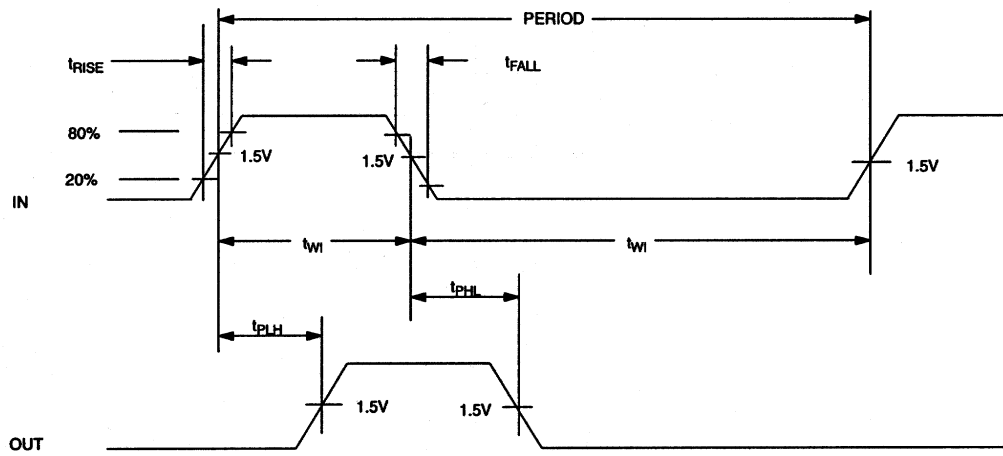 PERIOD
tRISE
tFALL
80%
1.5V
1.5V
1.5V
20%
IN
tWI
tWI
tPHL
tPLH
1.5V
1.5V
OUT